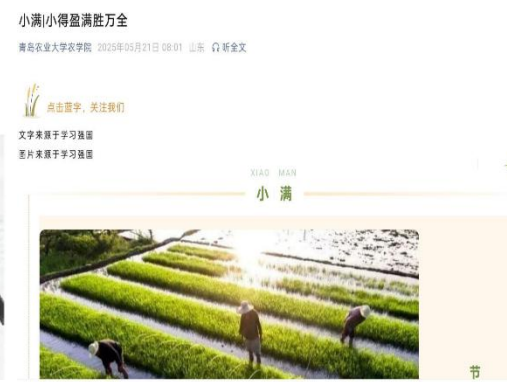 小满|小得盈满胜万全
青岛农业大学农学院 2025年05月21日 08:01 山东 听全文
点击蓝字，关注我们
文字来源于学习强国
图片来源于学习强国
XIAO MAN
小 满
节